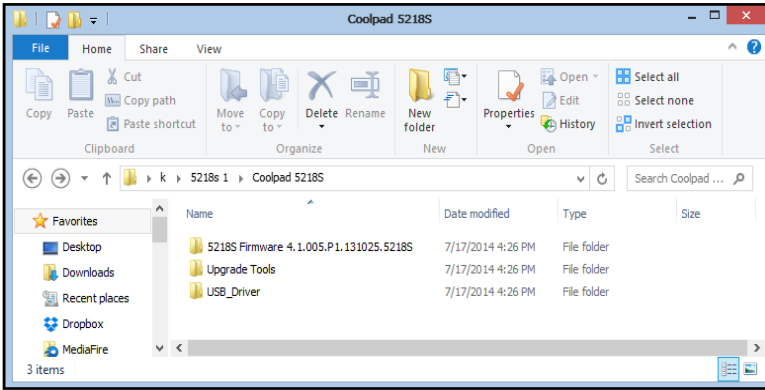 Coolpad 5218S
File Home Share View
Copy
Paste
Cut
Copy path
Paste shortcut
Clipboard
Move to
Copy to
Delete
Rename
Organize
New folder
New
Properties
Open
Edit
History
Open
Select all
Select none
Invert selection
Select
k 5218s 1 Coolpad 5218S
Search Coolpad ...
Favorites
Desktop
Downloads
Recent places
Dropbox
MediaFire
Name Date modified Type Size
5218S Firmware 4.1.005.P1.131025.5218S 7/17/2014 4:26 PM File folder
Upgrade Tools 7/17/2014 4:26 PM File folder
USB_Driver 7/17/2014 4:26 PM File folder
3 items